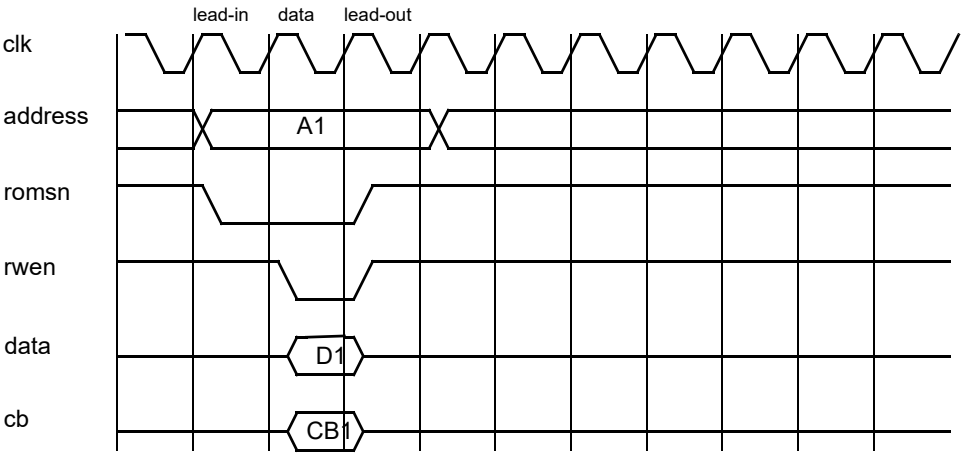 lead-in data lead-out
clk
address A1
romsn
rwen
data D1
cb CB1